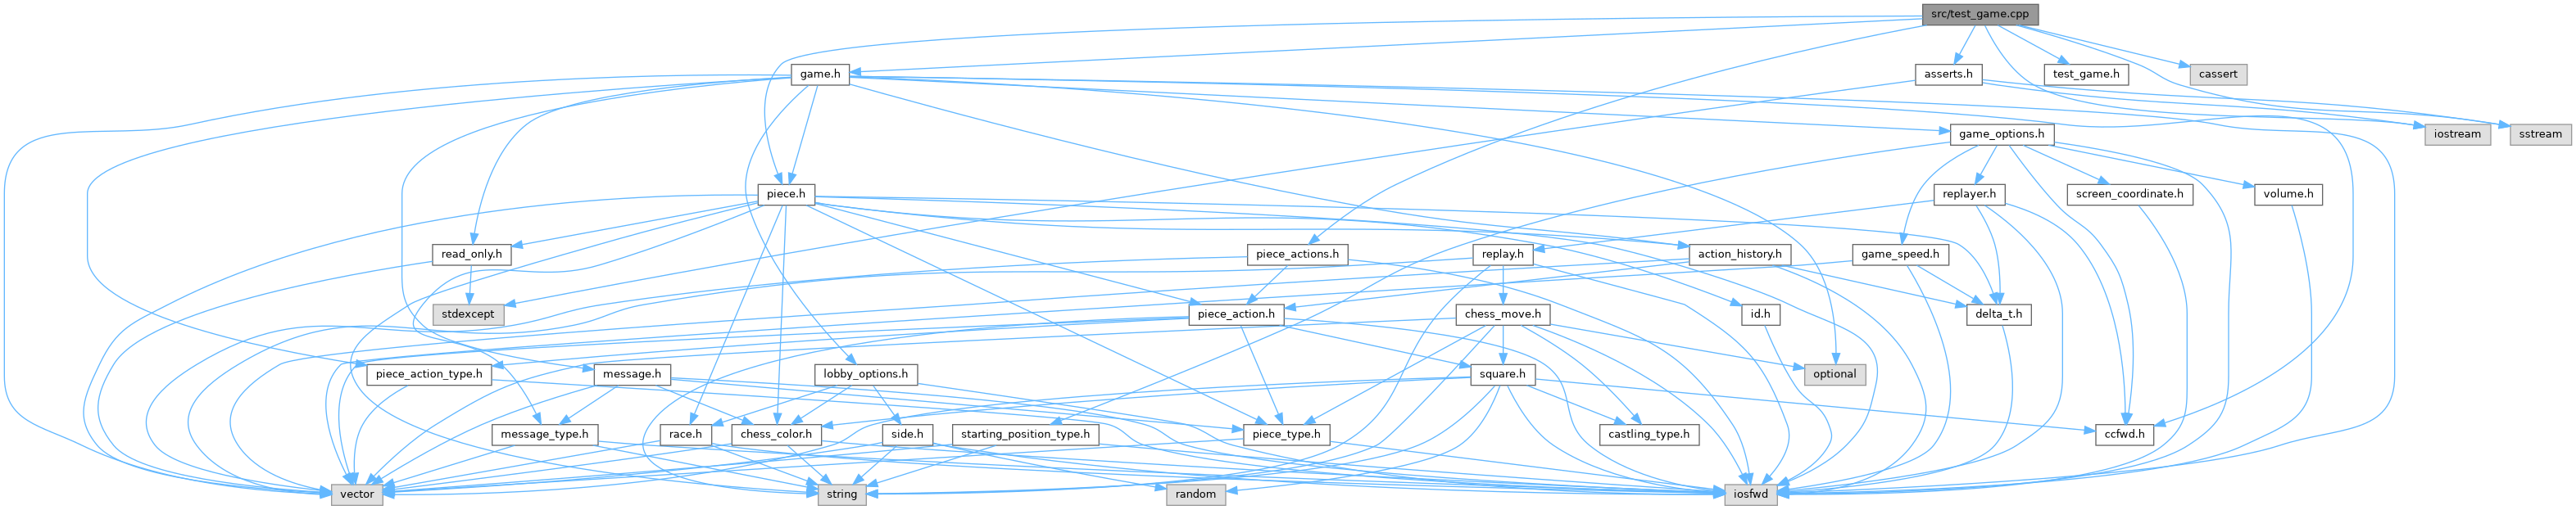 src/test_game.cpp
game.h
asserts.h
test_game.h
cassert
game_options.h
iostream
sstream
piece.h
replayer.h
screen_coordinate.h
volume.h
read_only.h
piece_actions.h
replay.h
action_history.h
game_speed.h
stdexcept
piece_action.h
chess_move.h
id.h
delta_t.h
piece_action_type.h
message.h
lobby_options.h
square.h
optional
message_type.h
race.h
chess_color.h
side.h
starting_position_type.h
piece_type.h
castling_type.h
ccfwd.h
vector
string
random
iosfwd